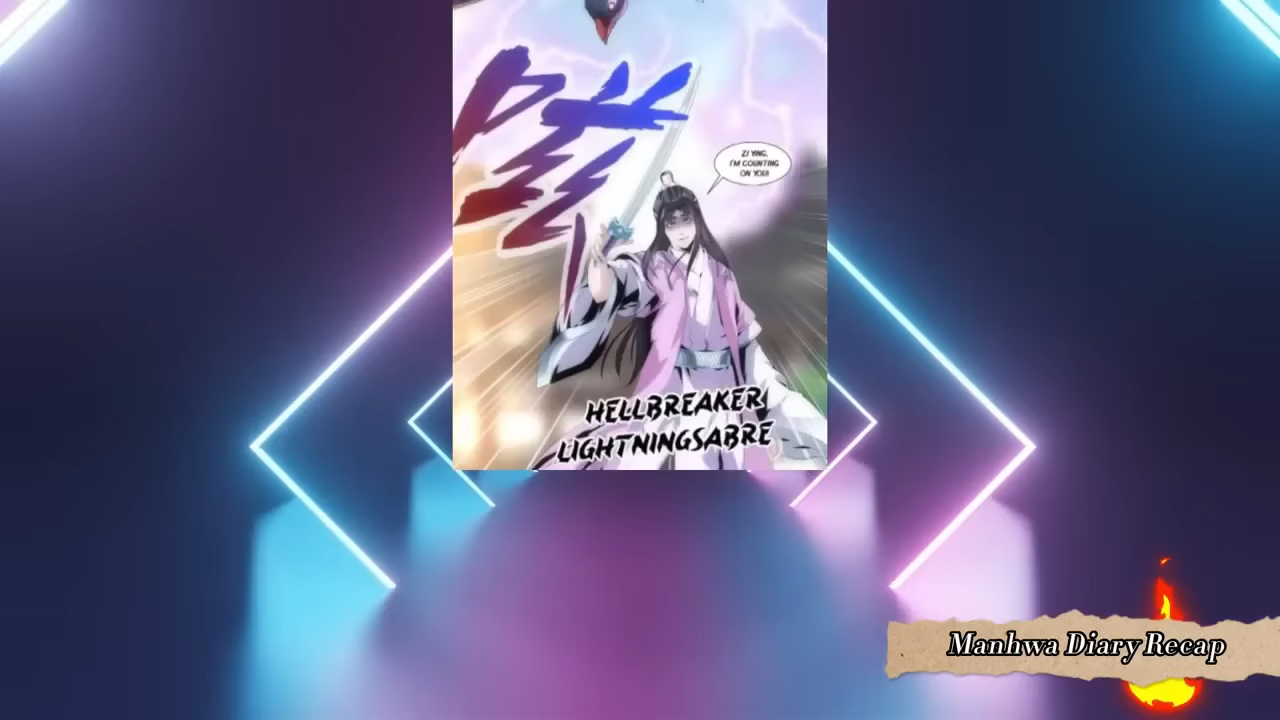 ZI YING,
I'M COUNTING
ON YOU!
HELLBREAKER
LIGHTNINGSABRE
Manhwa Diary Recap